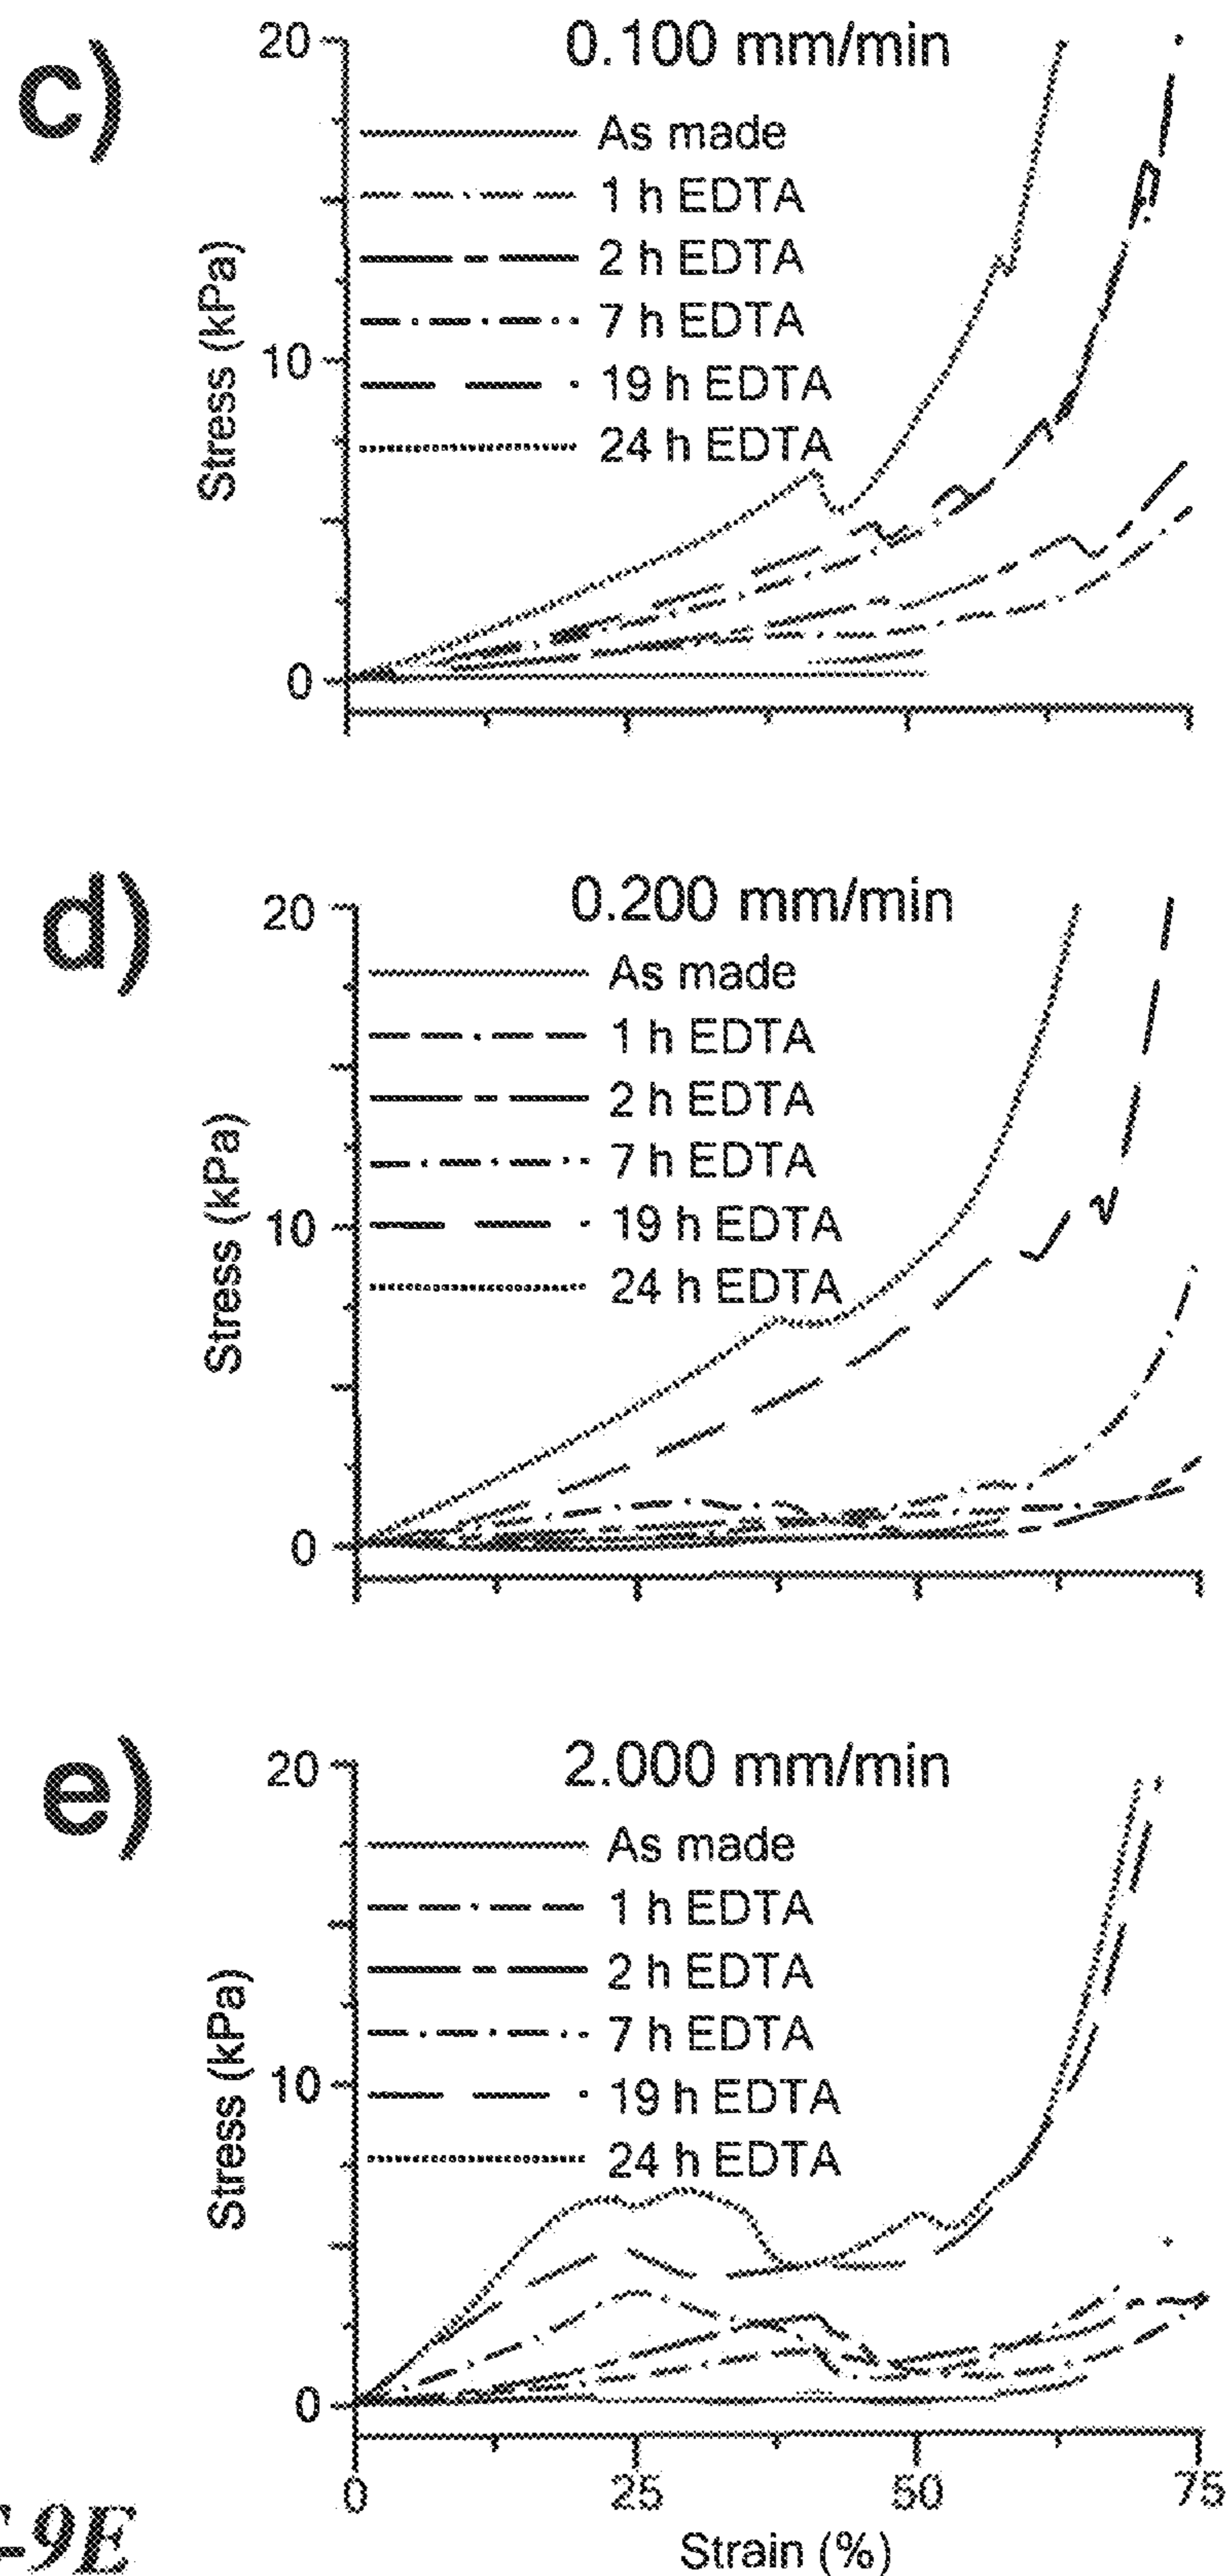 c)
0.100 mm/min
20
As made
1 h EDTA
2 h EDTA
7 h EDTA
19 h EDTA
24 h EDTA
Stress (kPa)
10
0
d)
0.200 mm/min
20
As made
1 h EDTA
2 h EDTA
7 h EDTA
19 h EDTA
24 h EDTA
Stress (kPa)
10
0
e)
2.000 mm/min
20
As made
1 h EDTA
2 h EDTA
7 h EDTA
19 h EDTA
24 h EDTA
Stress (kPa)
10
0
0 25 50 75
Strain (%)
-9E